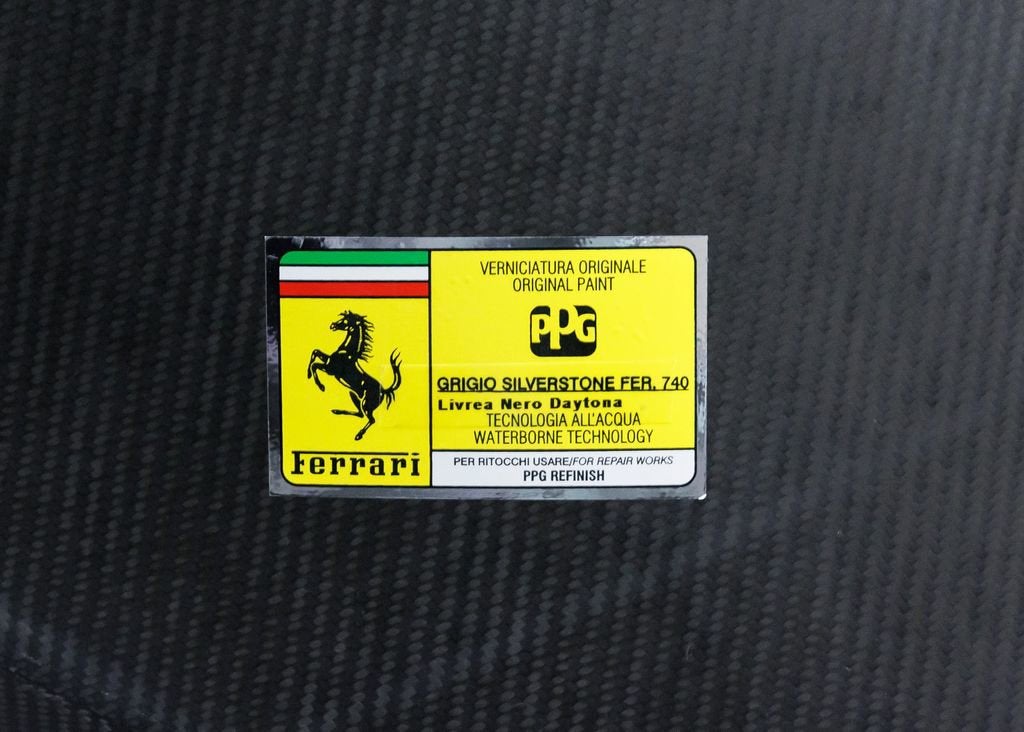 Ferrari
VERNICIATURA ORIGINALE
ORIGINAL PAINT
PPG
GRIGIO SILVERSTONE FER. 740
Livrea Nero Daytona
TECNOLOGIA ALL'ACQUA
WATERBORNE TECHNOLOGY
PER RITOCCHI USARE/FOR REPAIR WORKS
PPG REFINISH